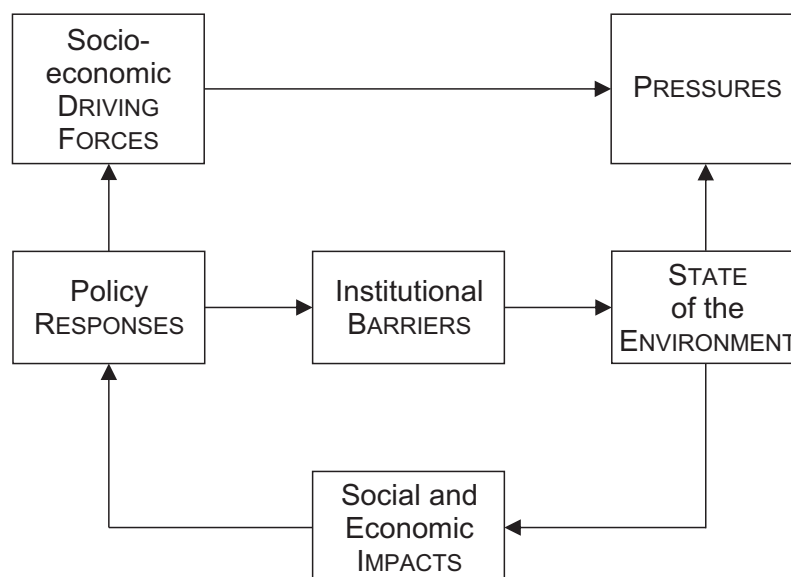 Socio-
economic
DRIVING
FORCES
PRESSURES
Policy
RESPONSES
Institutional
BARRIERS
STATE
of the
ENVIRONMENT
Social and
Economic
IMPACTS